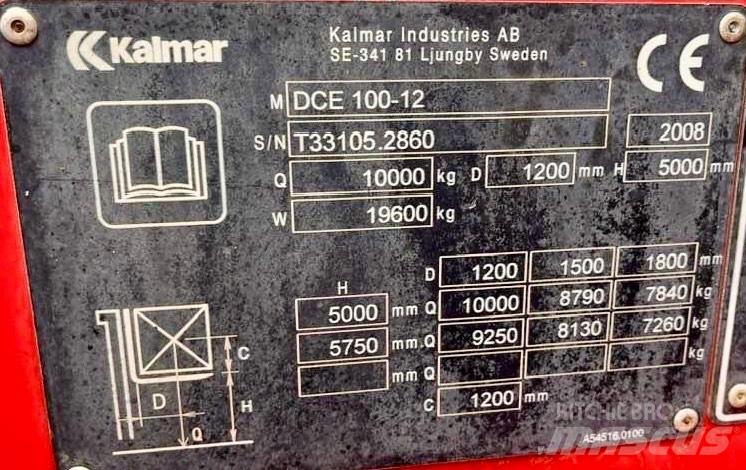 Kalmar
Kalmar Industries AB
SE-341 81 Ljungby Sweden
CE
M DCE 100-12
S/N T33105.2860 2008
Q 10000 kg D 1200 mm H 5000 mm
W 19600 kg
D 1200 1500 1800 mm
H
5000 mm Q 10000 8790 7840 kg
5750 mm Q 9250 8130 7260 kg
mm Q kg
C 1200 mm
C
D H
Q
A54516.0100
KITCHIE BROS
mascus